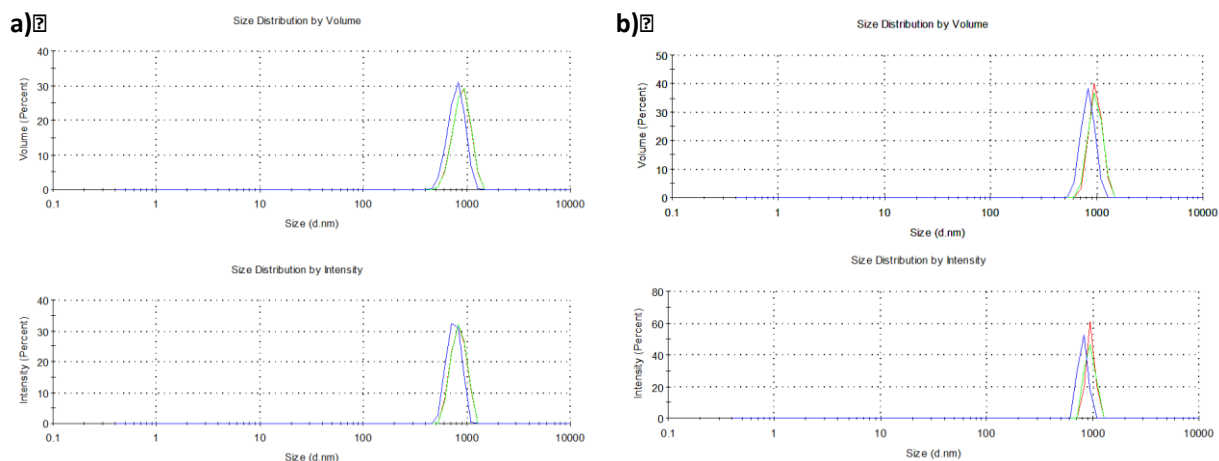 a)⍰
Size Distribution by Volume
Volume (Percent)
40
30
20
10
0
0.1 1 10 100 1000 10000
Size (d.nm)
Size Distribution by Intensity
Intensity (Percent)
40
30
20
10
0
0.1 1 10 100 1000 10000
Size (d.nm)
b)⍰
Size Distribution by Volume
Volume (Percent)
50
40
30
20
10
0
0.1 1 10 100 1000 10000
Size (d.nm)
Size Distribution by Intensity
Intensity (Percent)
80
60
40
20
0
0.1 1 10 100 1000 10000
Size (d.nm)